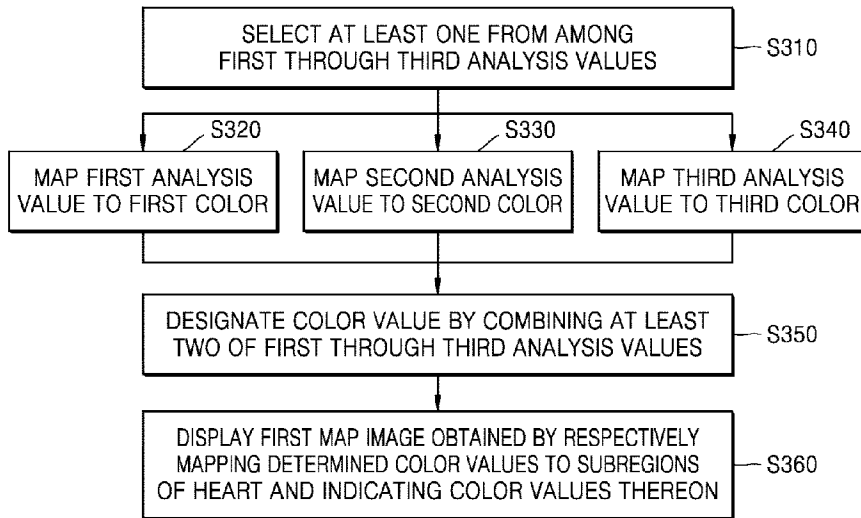 SELECT AT LEAST ONE FROM AMONG
FIRST THROUGH THIRD ANALYSIS VALUES
S310
S320
MAP FIRST ANALYSIS
VALUE TO FIRST COLOR
S330
MAP SECOND ANALYSIS
VALUE TO SECOND COLOR
S340
MAP THIRD ANALYSIS
VALUE TO THIRD COLOR
DESIGNATE COLOR VALUE BY COMBINING AT LEAST
TWO OF FIRST THROUGH THIRD ANALYSIS VALUES
S350
DISPLAY FIRST MAP IMAGE OBTAINED BY RESPECTIVELY
MAPPING DETERMINED COLOR VALUES TO SUBREGIONS
OF HEART AND INDICATING COLOR VALUES THEREON
S360